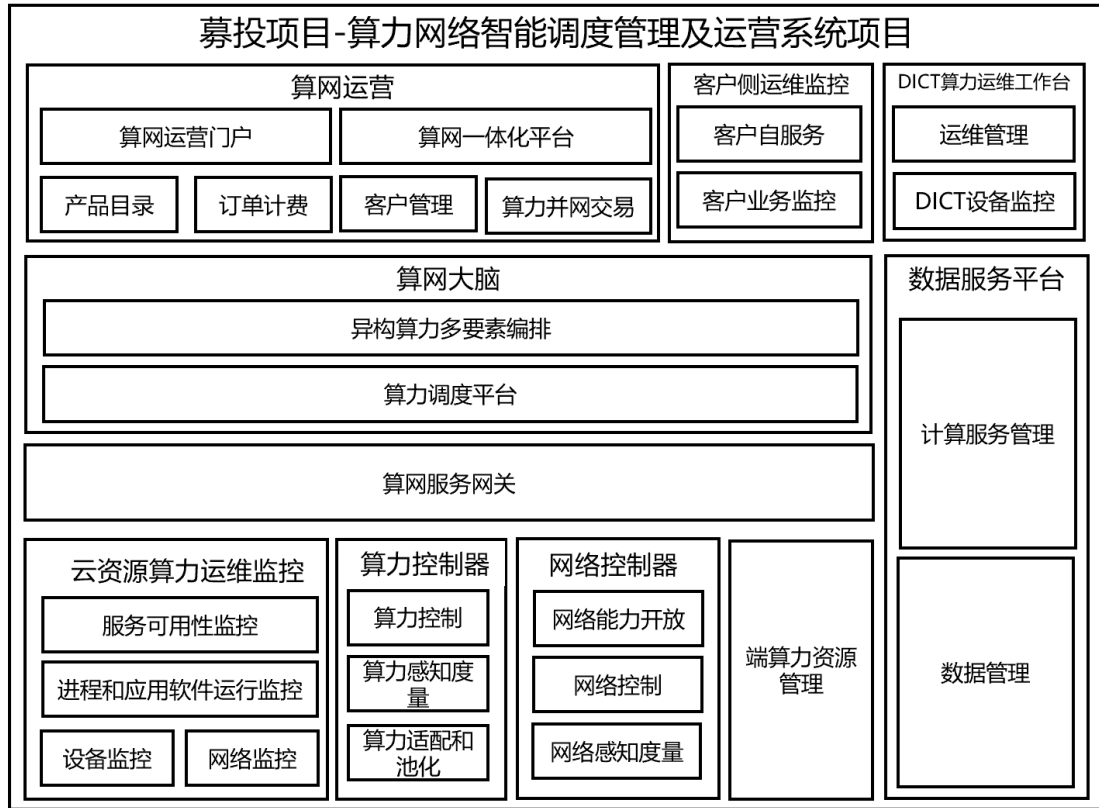 募投项目-算力网络智能调度管理及运营系统项目
算网运营
算网运营门户
算网一体化平台
产品目录
订单计费
客户管理
算力并网交易
客户侧运维监控
客户自服务
客户业务监控
DICT算力运维工作台
运维管理
DICT设备监控
算网大脑
异构算力多要素编排
算力调度平台
算网服务网关
数据服务平台
计算服务管理
数据管理
云资源算力运维监控
服务可用性监控
进程和应用软件运行监控
设备监控
网络监控
算力控制器
算力控制
算力感知度
量
算力适配和
池化
网络控制器
网络能力开放
网络控制
网络感知度量
端算力资源
管理